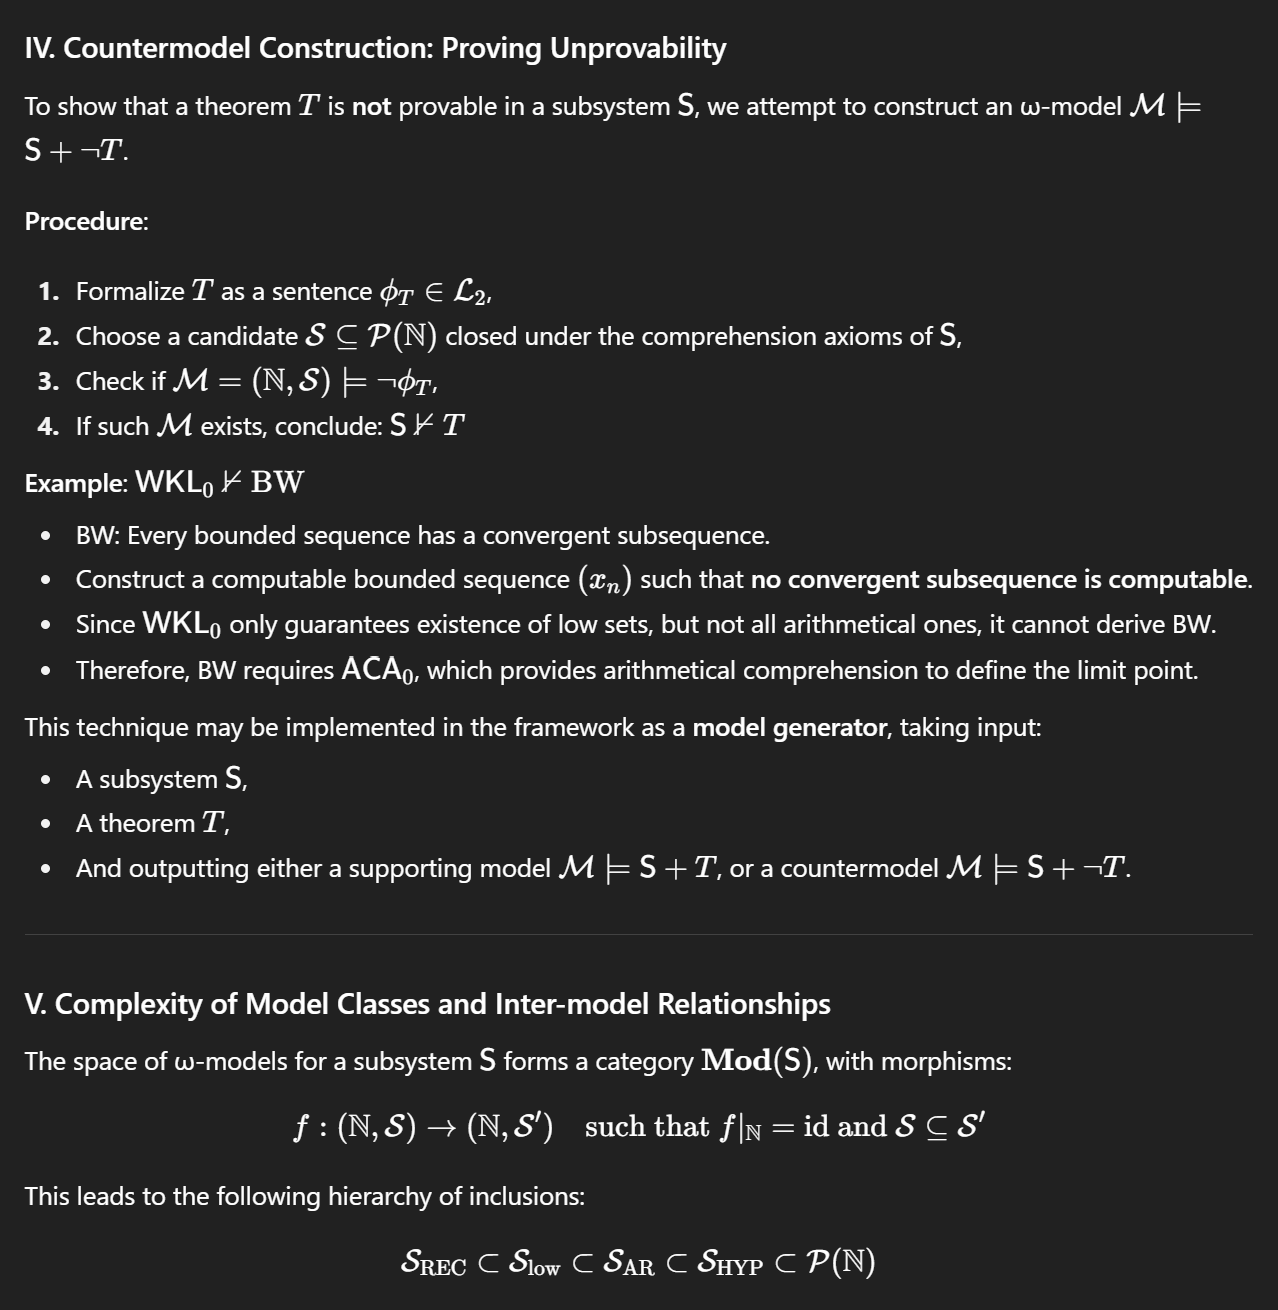 IV. Countermodel Construction: Proving Unprovability
To show that a theorem T is not provable in a subsystem S, we attempt to construct an ω-model ℳ ⊨
S + ¬T.
Procedure:
1. Formalize T as a sentence ϕ_T ∈ ℒ₂,
2. Choose a candidate 𝒮 ⊆ 𝒫(ℕ) closed under the comprehension axioms of S,
3. Check if ℳ = (ℕ, 𝒮) ⊨ ¬ϕ_T,
4. If such ℳ exists, conclude: S ⊬ T
Example: WKL₀ ⊬ BW
• BW: Every bounded sequence has a convergent subsequence.
• Construct a computable bounded sequence (xₙ) such that no convergent subsequence is computable.
• Since WKL₀ only guarantees existence of low sets, but not all arithmetical ones, it cannot derive BW.
• Therefore, BW requires ACA₀, which provides arithmetical comprehension to define the limit point.
This technique may be implemented in the framework as a model generator, taking input:
• A subsystem S,
• A theorem T,
• And outputting either a supporting model ℳ ⊨ S + T, or a countermodel ℳ ⊨ S + ¬T.
V. Complexity of Model Classes and Inter-model Relationships
The space of ω-models for a subsystem S forms a category Mod(S), with morphisms:
f : (ℕ, 𝒮) → (ℕ, 𝒮′) such that f|_ℕ = id and 𝒮 ⊆ 𝒮′
This leads to the following hierarchy of inclusions:
𝒮_REC ⊂ 𝒮_low ⊂ 𝒮_AR ⊂ 𝒮_HYP ⊂ 𝒫(ℕ)